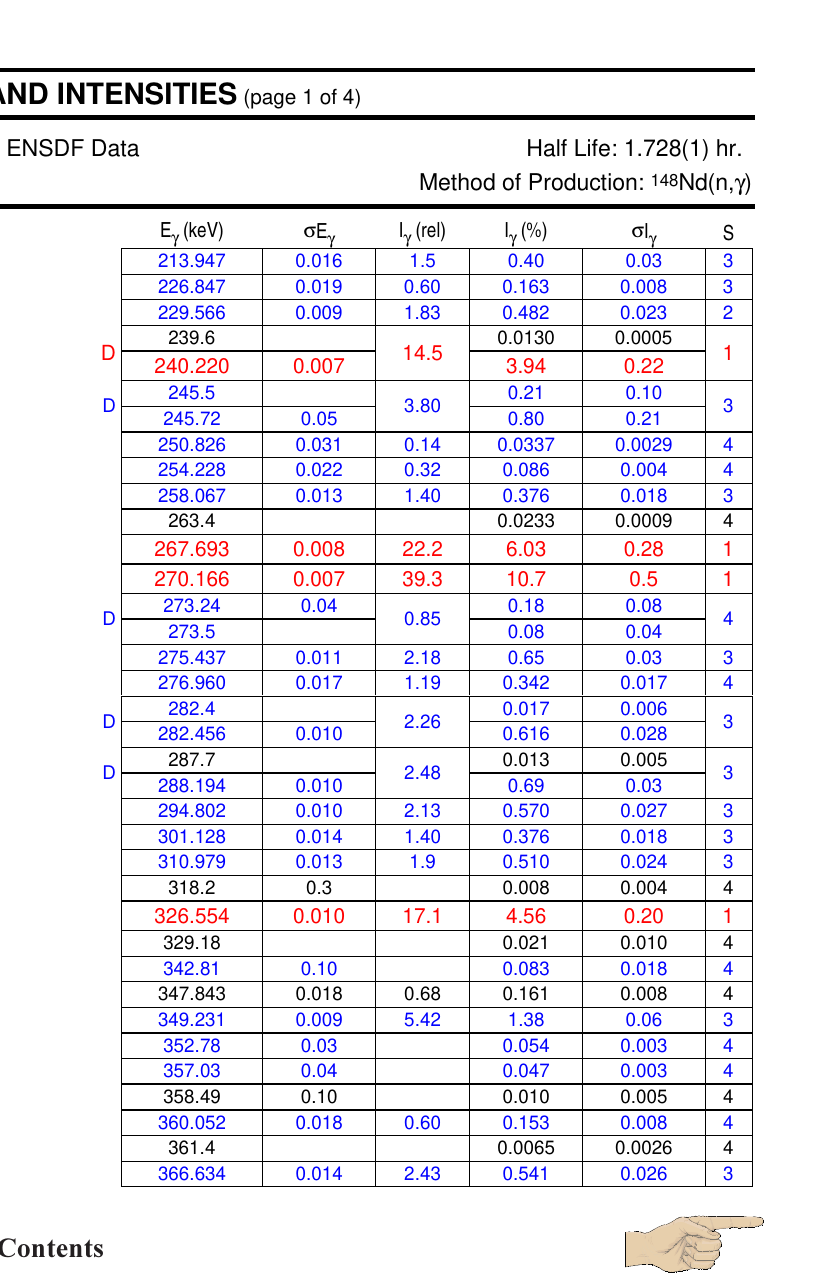 AND INTENSITIES (page 1 of 4)
ENSDF Data Half Life: 1.728(1) hr.
Method of Production: 148Nd(n,γ)
Eγ (keV) σEγ Iγ (rel) Iγ (%) σIγ S
213.947 0.016 1.5 0.40 0.03 3
226.847 0.019 0.60 0.163 0.008 3
229.566 0.009 1.83 0.482 0.023 2
239.6 0.0130 0.0005
D 14.5 1
240.220 0.007 3.94 0.22
245.5 0.21 0.10
D 3.80 3
245.72 0.05 0.80 0.21
250.826 0.031 0.14 0.0337 0.0029 4
254.228 0.022 0.32 0.086 0.004 4
258.067 0.013 1.40 0.376 0.018 3
263.4 0.0233 0.0009 4
267.693 0.008 22.2 6.03 0.28 1
270.166 0.007 39.3 10.7 0.5 1
273.24 0.04 0.18 0.08
D 0.85 4
273.5 0.08 0.04
275.437 0.011 2.18 0.65 0.03 3
276.960 0.017 1.19 0.342 0.017 4
282.4 0.017 0.006
D 2.26 3
282.456 0.010 0.616 0.028
287.7 0.013 0.005
D 2.48 3
288.194 0.010 0.69 0.03
294.802 0.010 2.13 0.570 0.027 3
301.128 0.014 1.40 0.376 0.018 3
310.979 0.013 1.9 0.510 0.024 3
318.2 0.3 0.008 0.004 4
326.554 0.010 17.1 4.56 0.20 1
329.18 0.021 0.010 4
342.81 0.10 0.083 0.018 4
347.843 0.018 0.68 0.161 0.008 4
349.231 0.009 5.42 1.38 0.06 3
352.78 0.03 0.054 0.003 4
357.03 0.04 0.047 0.003 4
358.49 0.10 0.010 0.005 4
360.052 0.018 0.60 0.153 0.008 4
361.4 0.0065 0.0026 4
366.634 0.014 2.43 0.541 0.026 3
Contents